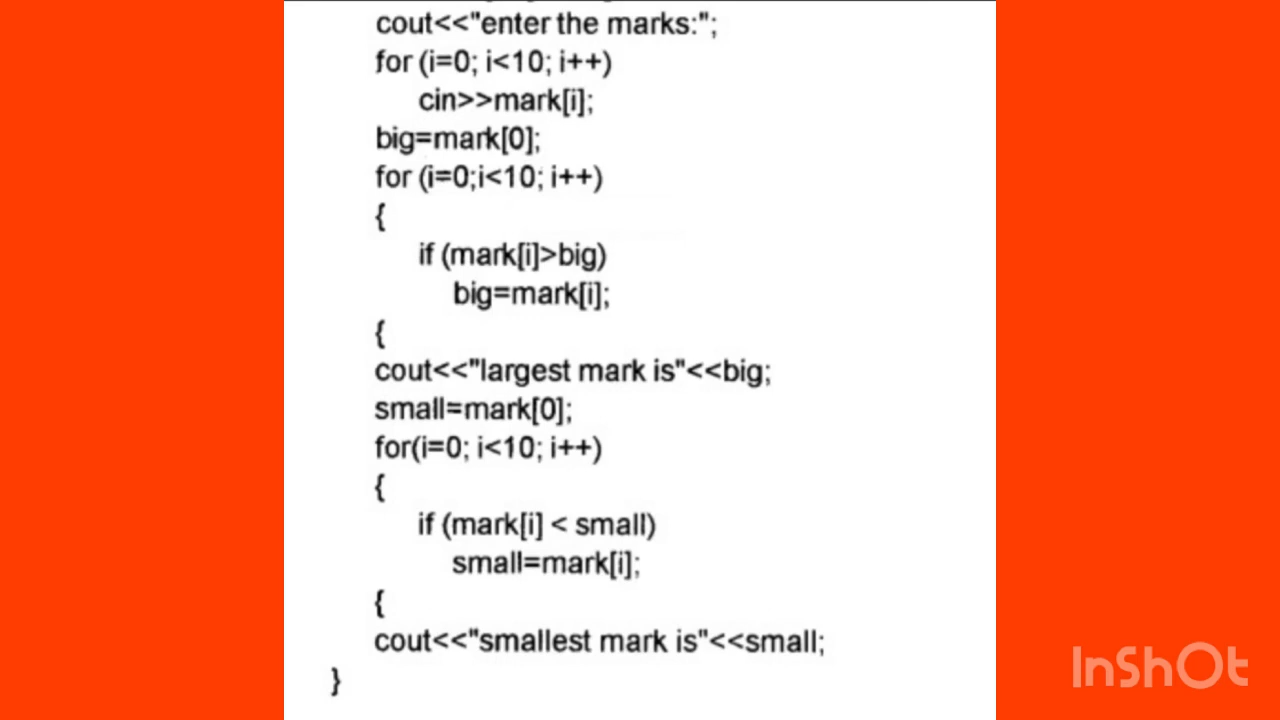 cout<<"enter the marks:";
for (i=0; i<10; i++)
cin>>mark[i];
big=mark[0];
for (i=0;i<10; i++)
{
if (mark[i]>big)
big=mark[i];
{
cout<<"largest mark is"<<big;
small=mark[0];
for(i=0; i<10; i++)
{
if (mark[i] < small)
small=mark[i];
{
cout<<"smallest mark is"<<small;
}
InShOt